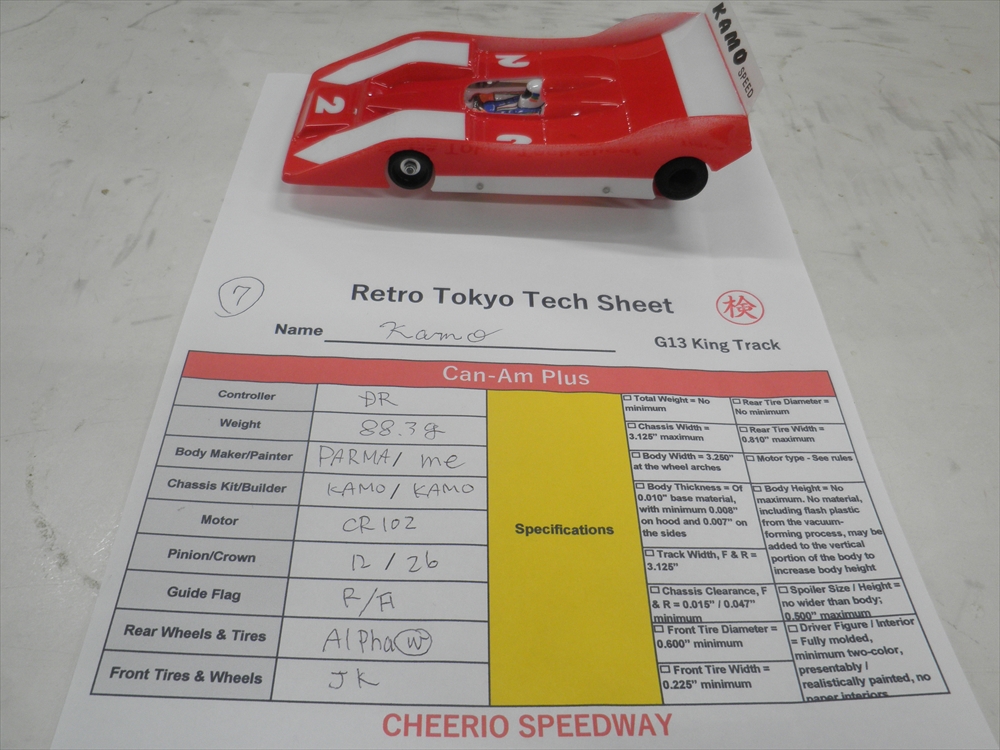 KAMO
SPEED
2
2
2
7
Retro Tokyo Tech Sheet
検
Name Kamo
G13 King Track
Can-Am Plus
Controller DR
Weight 88.3g
Body Maker/Painter PARMA/ me
Chassis Kit/Builder KAMO/ KAMO
Motor CR102
Pinion/Crown 12/26
Guide Flag
Rear Wheels & Tires Alpha W
Front Tires & Wheels JK
Specifications
☐ Total Weight = No
minimum
☐ Chassis Width =
3.125" maximum
☐ Body Width = 3.250"
at the wheel arches
☐ Body Thickness = Of
0.010" base material,
with minimum 0.008"
on hood and 0.007" on
the sides
☐ Track Width, F & R =
3.125"
☐ Chassis Clearance, F
& R = 0.015" / 0.047"
minimum
☐ Front Tire Diameter =
0.600" minimum
☐ Front Tire Width =
0.225" minimum
☐ Rear Tire Diameter =
No minimum
☐ Rear Tire Width =
0.810" maximum
☐ Motor type - See rules
☐ Body Height = No
maximum. No material,
including flash plastic
from the vacuum-
forming process, may be
added to the vertical
portion of the body to
increase body height
☐ Spoiler Size / Height =
no wider than body;
0.500" maximum
☐ Driver Figure / Interior
= Fully molded,
minimum two-color,
presentably /
realistically painted, no
paper interiors
CHEERIO SPEEDWAY